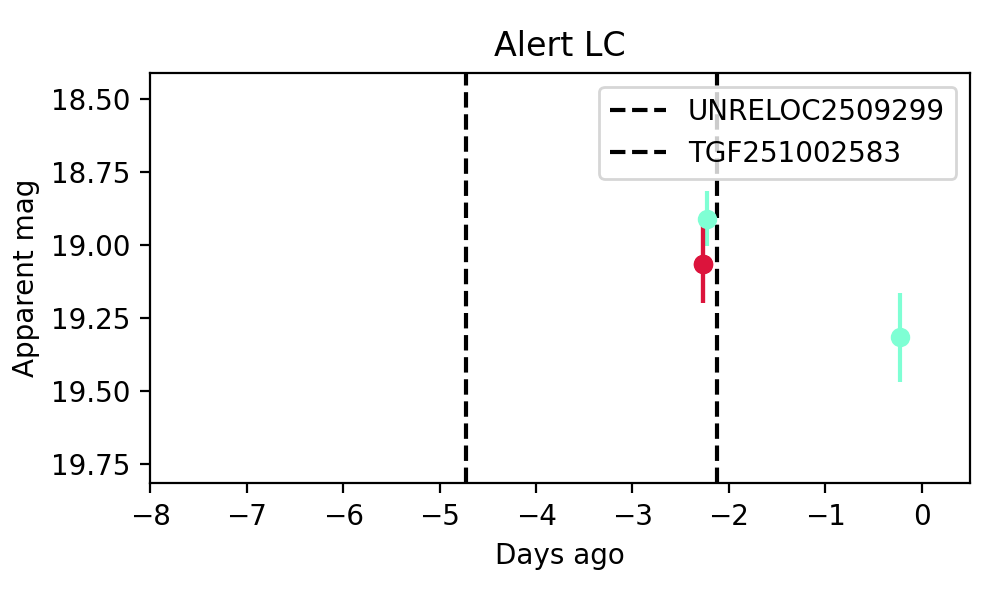 Alert LC
UNRELOC2509299
TGF251002583
Apparent mag
18.50
18.75
19.00
19.25
19.50
19.75
−8 −7 −6 −5 −4 −3 −2 −1 0
Days ago